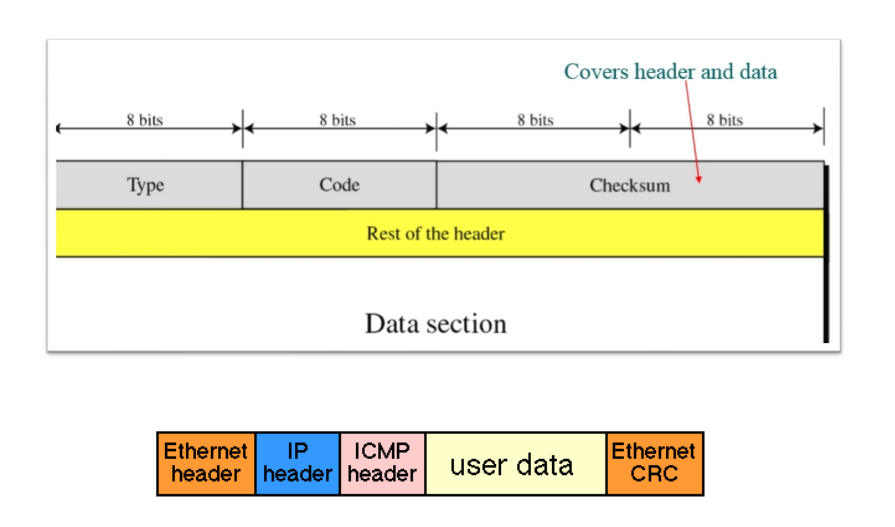 Covers header and data
8 bits 8 bits 8 bits 8 bits
Type Code Checksum
Rest of the header
Data section
Ethernet header
IP header
ICMP header
user data
Ethernet CRC